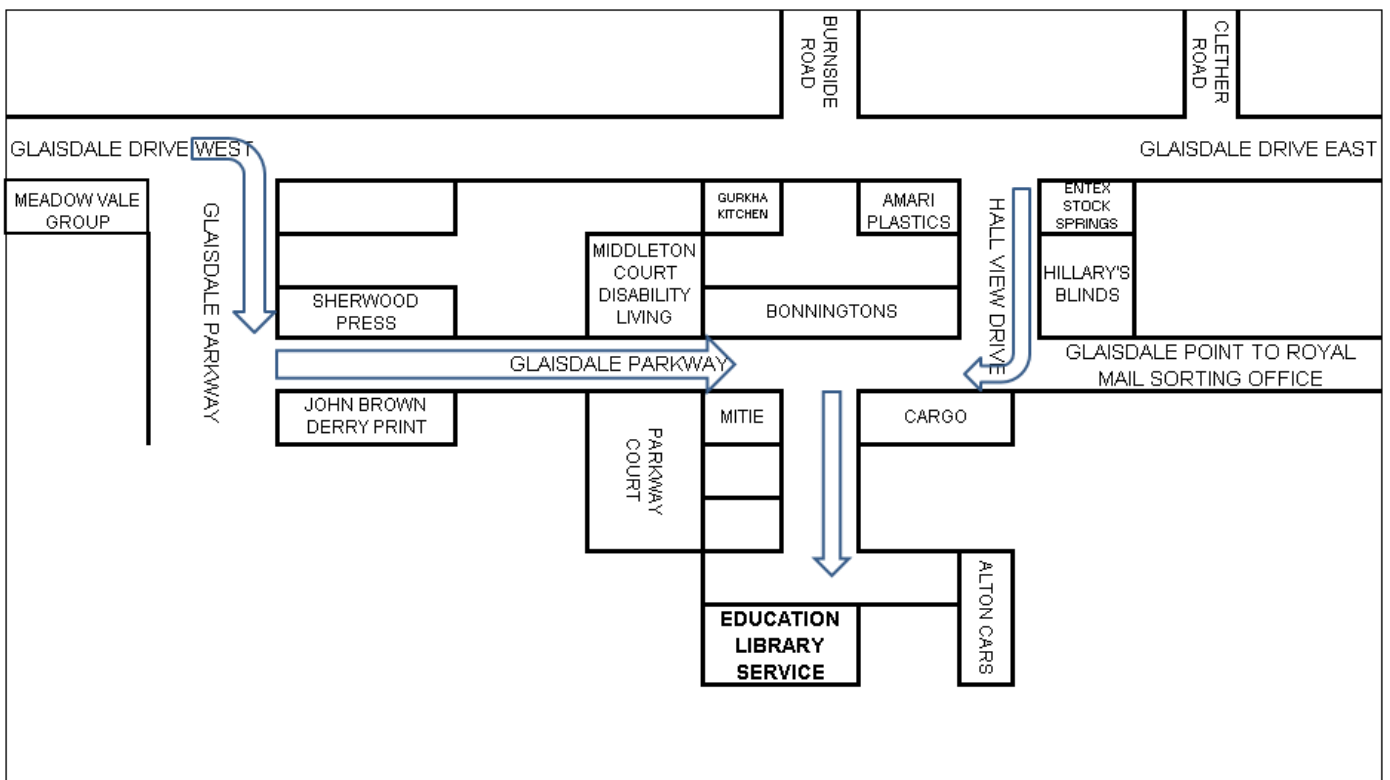 BURNSIDE
ROAD
CLETHER
ROAD
GLAISDALE DRIVE WEST
GLAISDALE DRIVE EAST
MEADOW VALE
GROUP
GLAISDALE PARKWAY
GURKHA
KITCHEN
AMARI
PLASTICS
HALL VIEW DRIVE
ENTEX
STOCK
SPRINGS
MIDDLETON
COURT
DISABILITY
LIVING
HILLARY'S
BLINDS
SHERWOOD
PRESS
BONNINGTONS
GLAISDALE PARKWAY
GLAISDALE POINT TO ROYAL
MAIL SORTING OFFICE
JOHN BROWN
DERRY PRINT
PARKWAY
COURT
MITIE
CARGO
ALTON CARS
EDUCATION
LIBRARY
SERVICE